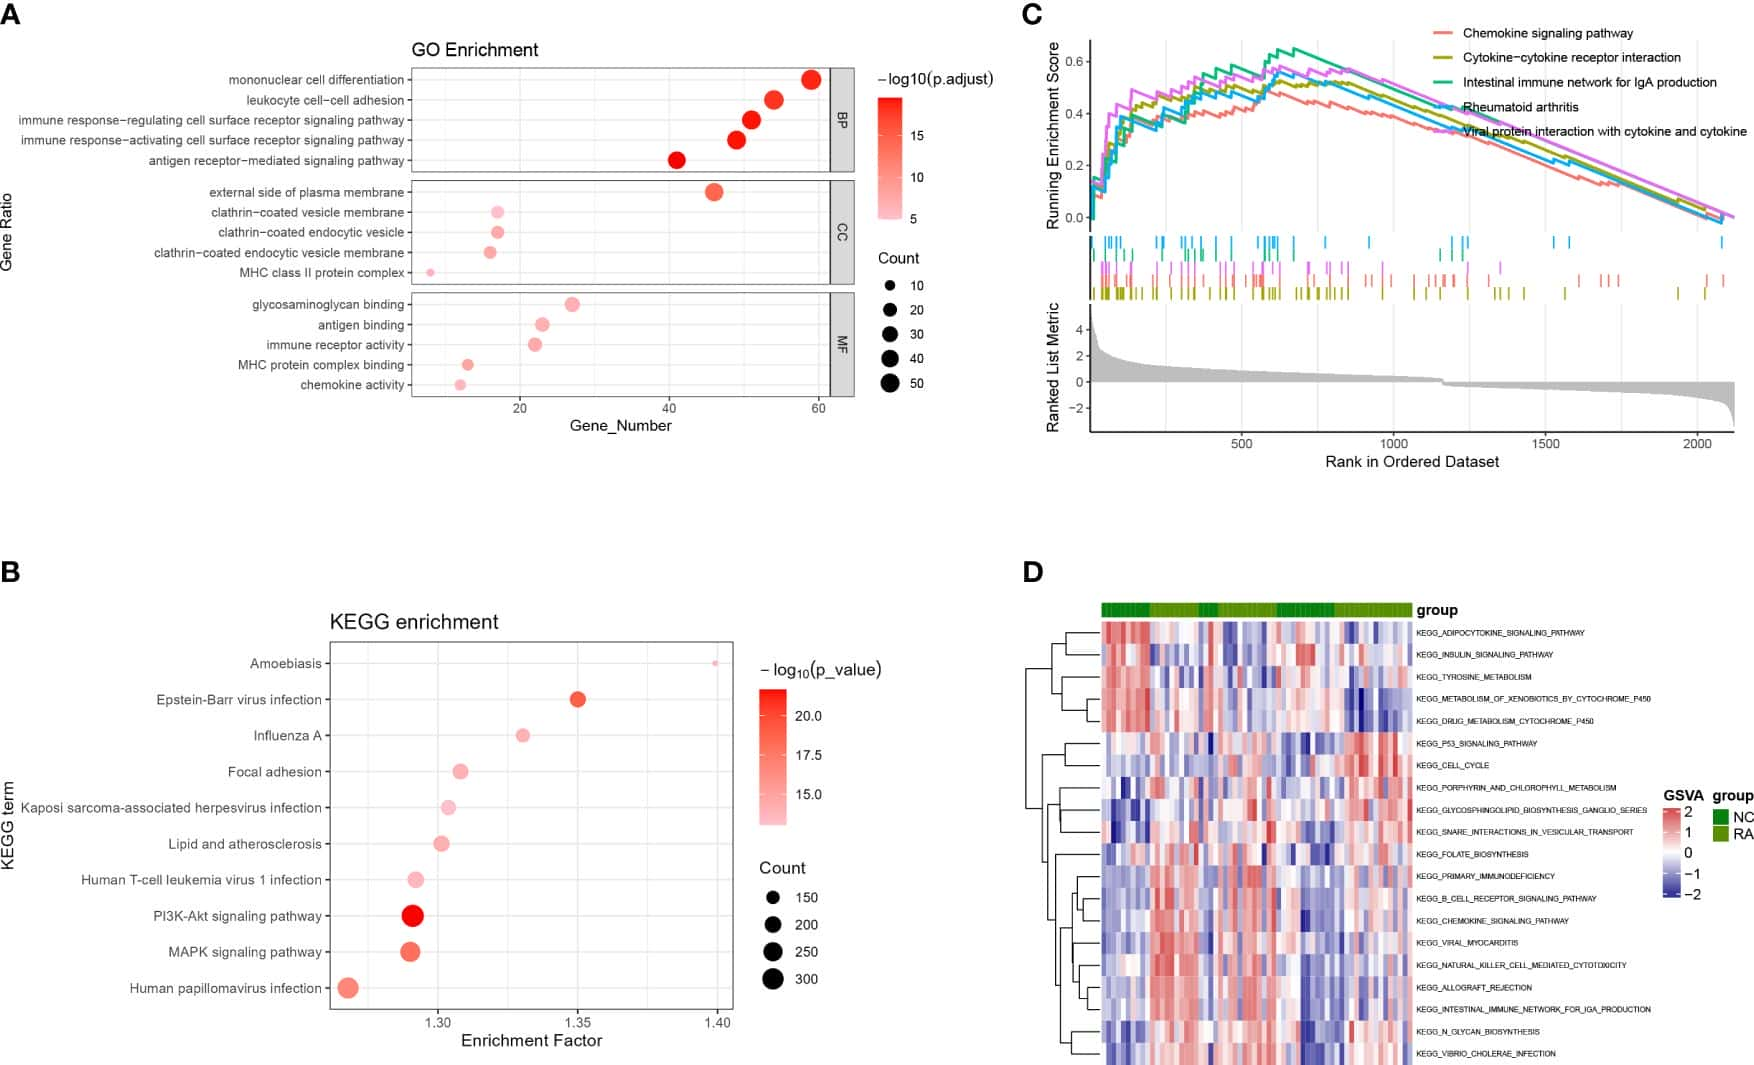 A
GO Enrichment
mononuclear cell differentiation
leukocyte cell−cell adhesion
immune response−regulating cell surface receptor signaling pathway
immune response−activating cell surface receptor signaling pathway
antigen receptor−mediated signaling pathway
BP
external side of plasma membrane
clathrin−coated vesicle membrane
clathrin−coated endocytic vesicle
clathrin−coated endocytic vesicle membrane
MHC class II protein complex
CC
glycosaminoglycan binding
antigen binding
immune receptor activity
MHC protein complex binding
chemokine activity
MF
Gene Ratio
20 40 60
Gene_Number
−log10(p.adjust)
15
10
5
Count
10
20
30
40
50
C
Chemokine signaling pathway
Cytokine−cytokine receptor interaction
Intestinal immune network for IgA production
Rheumatoid arthritis
Viral protein interaction with cytokine and cytokine
Running Enrichment Score
0.6
0.4
0.2
0.0
Ranked List Metric
4
2
0
−2
500 1000 1500 2000
Rank in Ordered Dataset
B
KEGG enrichment
KEGG term
Amoebiasis
Epstein-Barr virus infection
Influenza A
Focal adhesion
Kaposi sarcoma-associated herpesvirus infection
Lipid and atherosclerosis
Human T-cell leukemia virus 1 infection
PI3K-Akt signaling pathway
MAPK signaling pathway
Human papillomavirus infection
1.30 1.35 1.40
Enrichment Factor
− log10(p_value)
20.0
17.5
15.0
Count
150
200
250
300
D
group
KEGG_ADIPOCYTOKINE_SIGNALING_PATHWAY
KEGG_INSULIN_SIGNALING_PATHWAY
KEGG_TYROSINE_METABOLISM
KEGG_METABOLISM_OF_XENOBIOTICS_BY_CYTOCHROME_P450
KEGG_DRUG_METABOLISM_CYTOCHROME_P450
KEGG_P53_SIGNALING_PATHWAY
KEGG_CELL_CYCLE
KEGG_PORPHYRIN_AND_CHLOROPHYLL_METABOLISM
KEGG_GLYCOSPHINGOLIPID_BIOSYNTHESIS_GANGLIO_SERIES
KEGG_SNARE_INTERACTIONS_IN_VESICULAR_TRANSPORT
KEGG_FOLATE_BIOSYNTHESIS
KEGG_PRIMARY_IMMUNODEFICIENCY
KEGG_B_CELL_RECEPTOR_SIGNALING_PATHWAY
KEGG_CHEMOKINE_SIGNALING_PATHWAY
KEGG_VIRAL_MYOCARDITIS
KEGG_NATURAL_KILLER_CELL_MEDIATED_CYTOTOXICITY
KEGG_ALLOGRAFT_REJECTION
KEGG_INTESTINAL_IMMUNE_NETWORK_FOR_IGA_PRODUCTION
KEGG_N_GLYCAN_BIOSYNTHESIS
KEGG_VIBRIO_CHOLERAE_INFECTION
GSVA
2
1
0
−1
−2
group
NC
RA